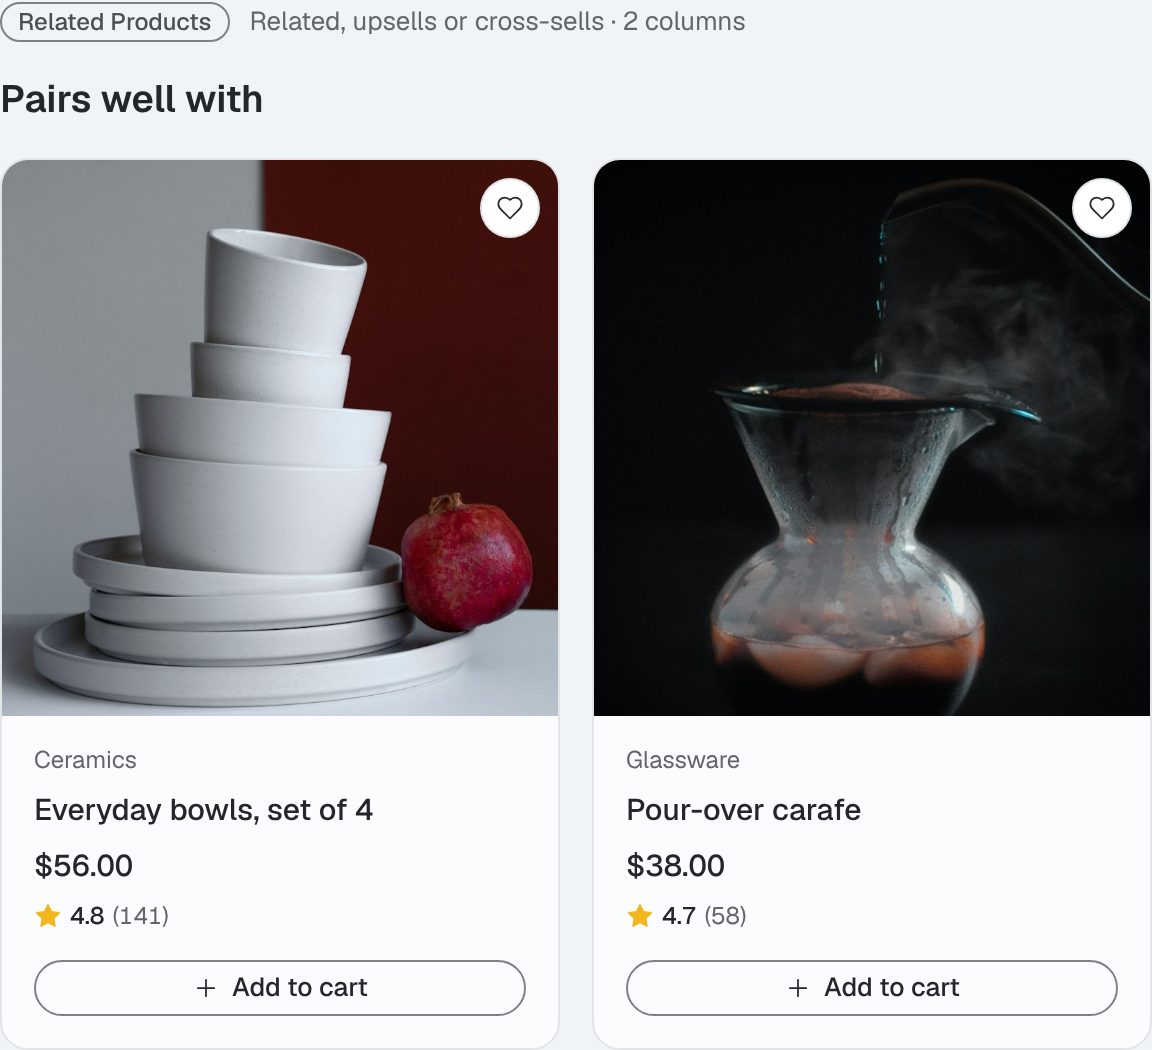 Related Products
Related, upsells or cross-sells · 2 columns
Pairs well with
Ceramics
Everyday bowls, set of 4
$56.00
4.8 (141)
+ Add to cart
Glassware
Pour-over carafe
$38.00
4.7 (58)
+ Add to cart